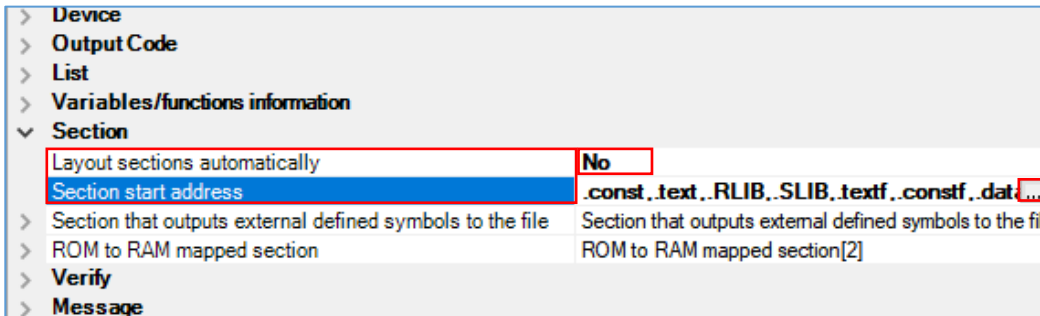 Device
Output Code
List
Variables/functions information
Section
Layout sections automatically No
Section start address .const,.text,.RLIB,.SLIB,.textf,.constf,.data ...
Section that outputs external defined symbols to the file Section that outputs external defined symbols to the fi
ROM to RAM mapped section ROM to RAM mapped section[2]
Verify
Message